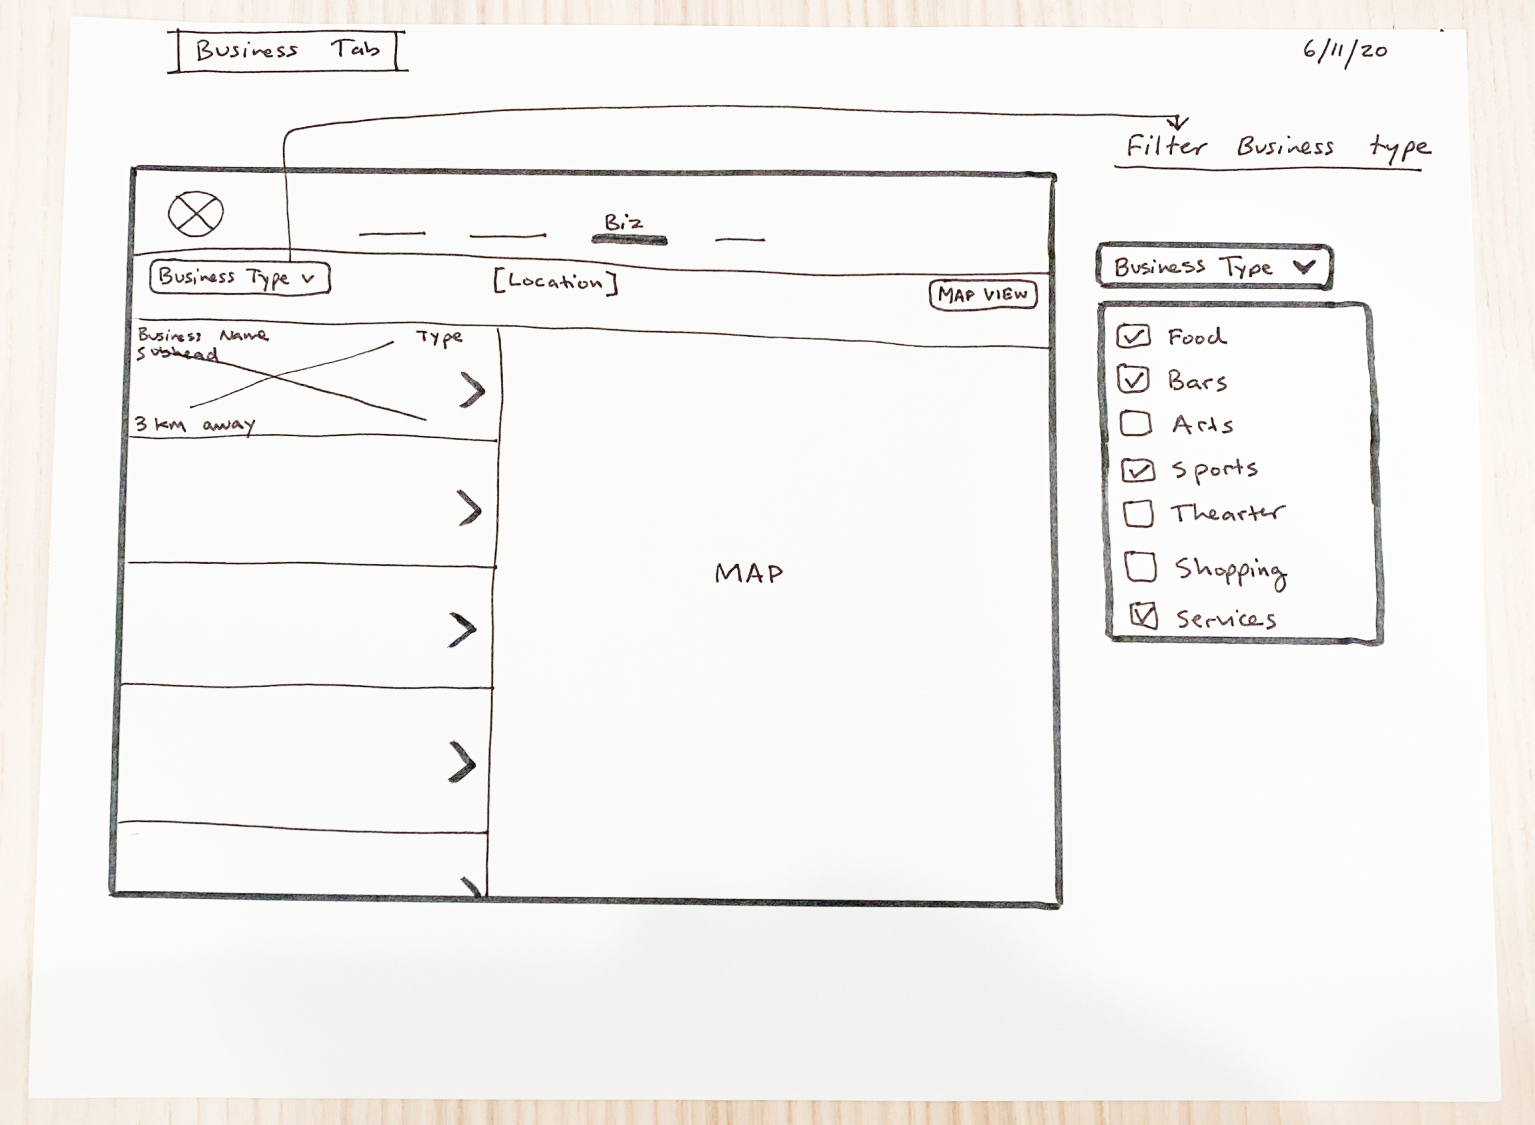 Business Tab
6/11/20
Filter Business type
Biz
Business Type
[Location]
MAP VIEW
Business Name
Type
Subhead
3 km away
MAP
Business Type
Food
Bars
Arts
Sports
Thearter
Shopping
Services